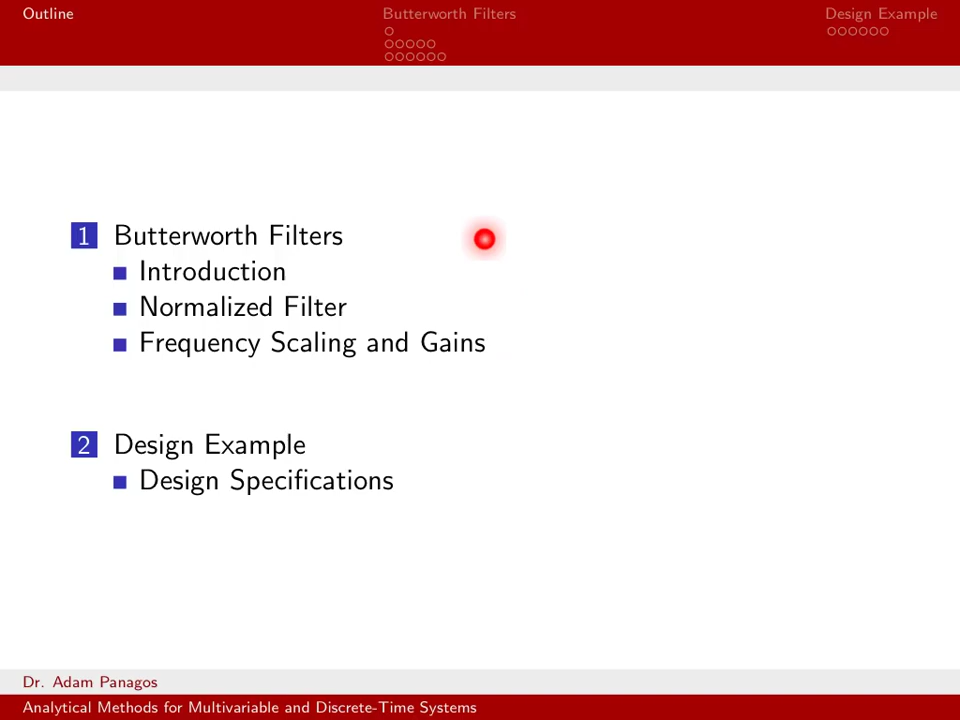 Outline
Butterworth Filters
Design Example
1 Butterworth Filters
Introduction
Normalized Filter
Frequency Scaling and Gains
2 Design Example
Design Specifications
Dr. Adam Panagos
Analytical Methods for Multivariable and Discrete-Time Systems